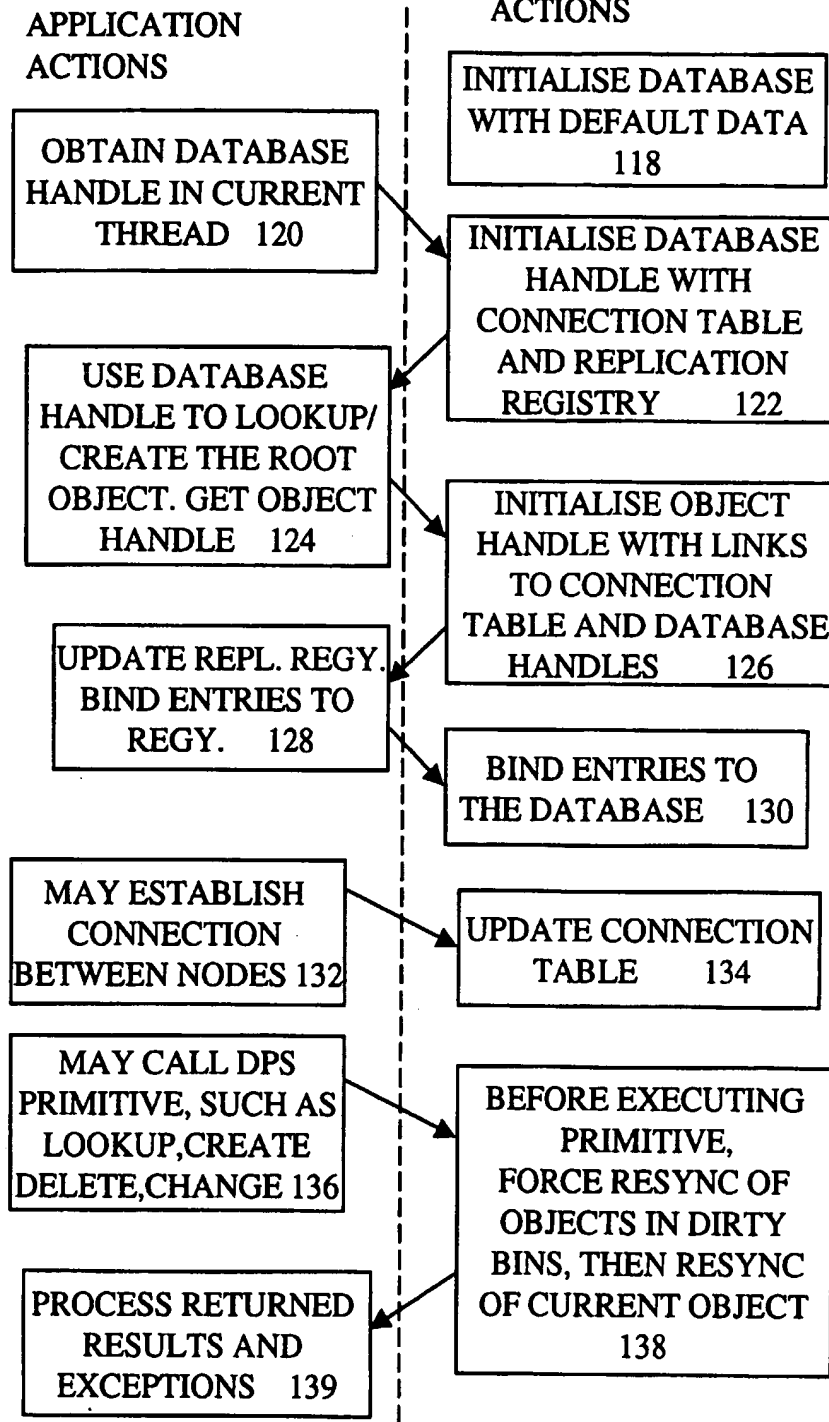 APPLICATION
ACTIONS
ACTIONS
INITIALISE DATABASE
WITH DEFAULT DATA
118
OBTAIN DATABASE
HANDLE IN CURRENT
THREAD 120
INITIALISE DATABASE
HANDLE WITH
CONNECTION TABLE
AND REPLICATION
REGISTRY 122
USE DATABASE
HANDLE TO LOOKUP/
CREATE THE ROOT
OBJECT. GET OBJECT
HANDLE 124
INITIALISE OBJECT
HANDLE WITH LINKS
TO CONNECTION
TABLE AND DATABASE
HANDLES 126
UPDATE REPL. REGY.
BIND ENTRIES TO
REGY. 128
BIND ENTRIES TO
THE DATABASE 130
MAY ESTABLISH
CONNECTION
BETWEEN NODES 132
UPDATE CONNECTION
TABLE 134
MAY CALL DPS
PRIMITIVE, SUCH AS
LOOKUP,CREATE
DELETE,CHANGE 136
BEFORE EXECUTING
PRIMITIVE,
FORCE RESYNC OF
OBJECTS IN DIRTY
BINS, THEN RESYNC
OF CURRENT OBJECT
138
PROCESS RETURNED
RESULTS AND
EXCEPTIONS 139